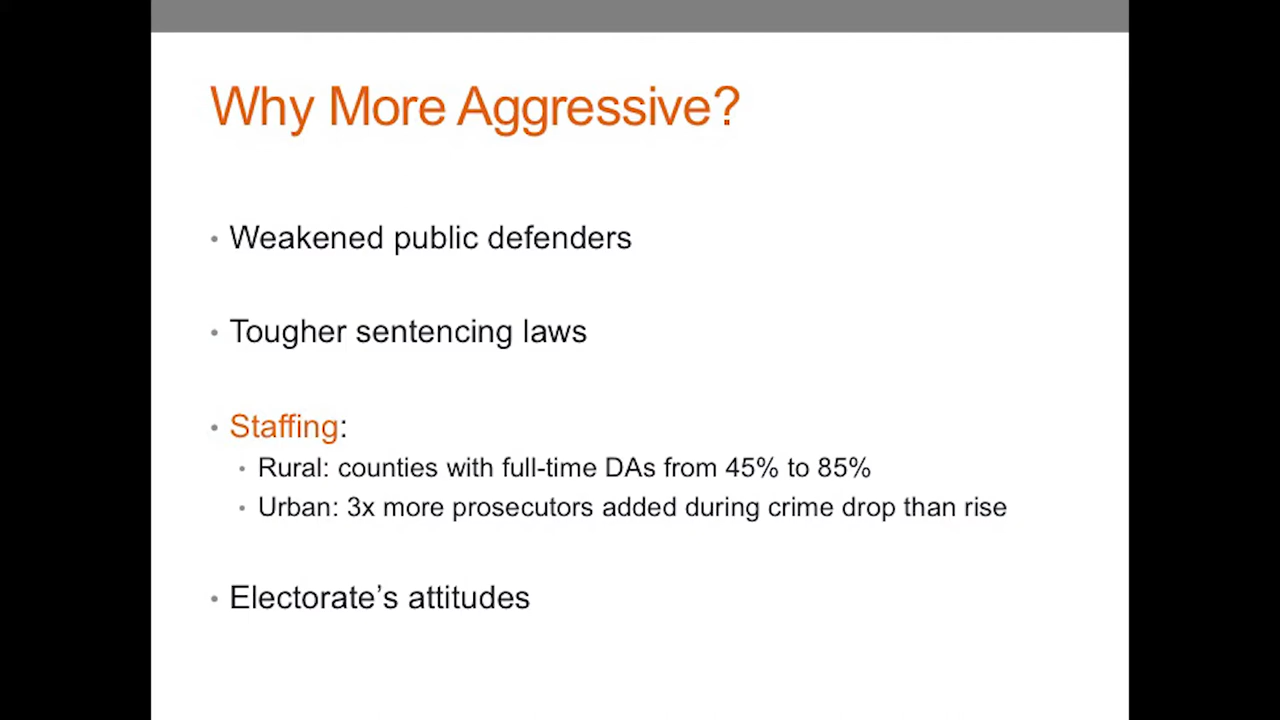 Why More Aggressive?
• Weakened public defenders
• Tougher sentencing laws
• Staffing:
• Rural: counties with full-time DAs from 45% to 85%
• Urban: 3x more prosecutors added during crime drop than rise
• Electorate’s attitudes